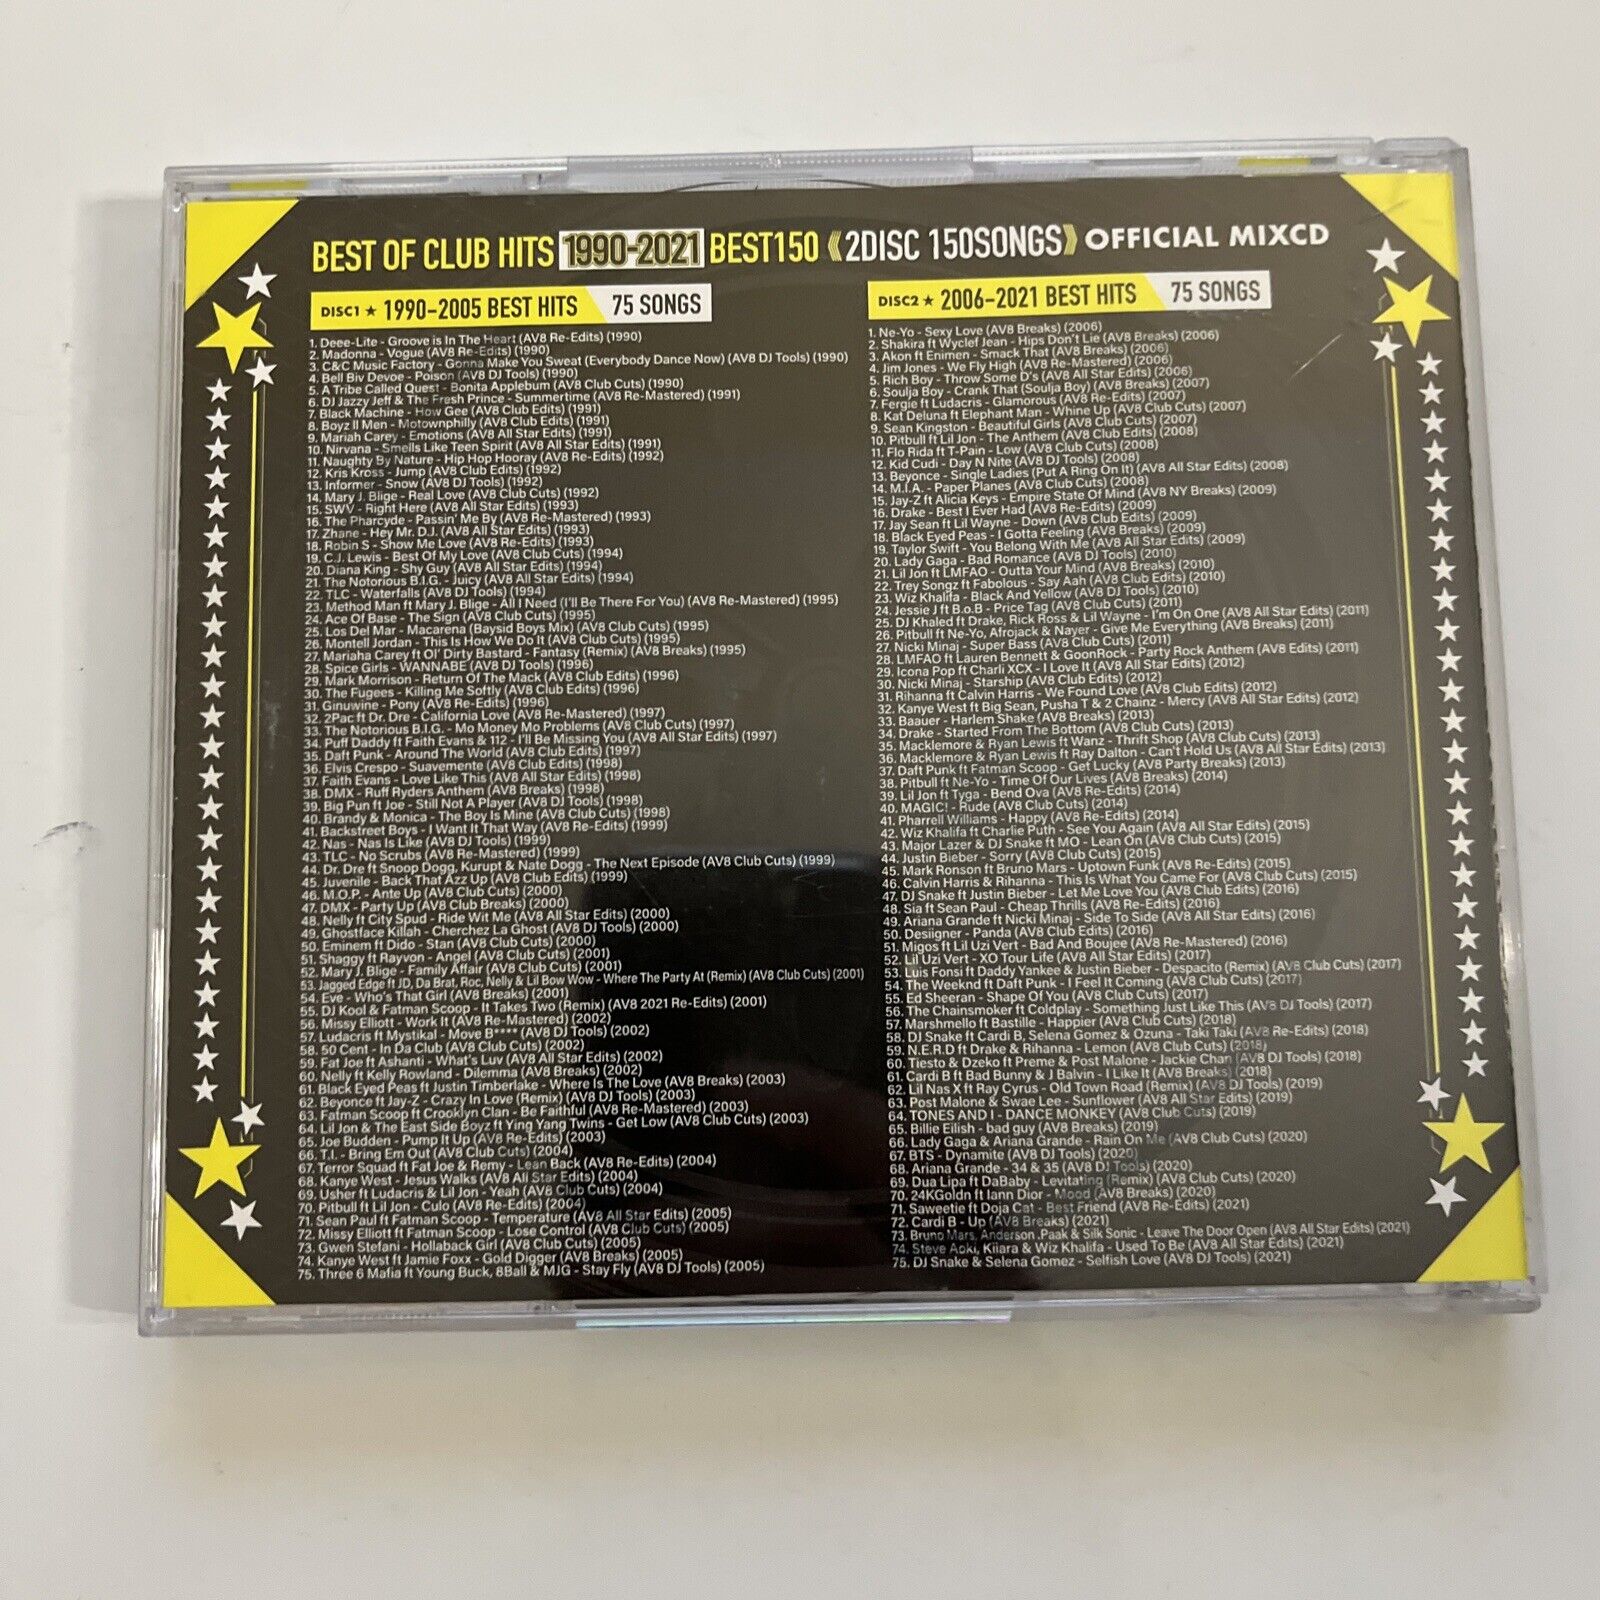 BEST OF CLUB HITS 1990-2021 BEST150 《2DISC 150SONGS》 OFFICIAL MIXCD
DISC1 ★ 1990-2005 BEST HITS 75 SONGS
1. Deee-Lite - Groove is In The Heart (AV8 Re-Edits) (1990)
2. Madonna - Vogue (AV8 Re-Edits) (1990)
3. C&C Music Factory - Gonna Make You Sweat (Everybody Dance Now) (AV8 DJ Tools) (1990)
4. Bell Biv Devoe - Poison (AV8 DJ Tools) (1990)
5. A Tribe Called Quest - Bonita Applebum (AV8 Club Cuts) (1990)
6. DJ Jazzy Jeff & The Fresh Prince - Summertime (AV8 Re-Mastered) (1991)
7. Black Machine - How Gee (AV8 Club Edits) (1991)
8. Boyz II Men - Motownphilly (AV8 Club Edits) (1991)
9. Mariah Carey - Emotions (AV8 All Star Edits) (1991)
10. Nirvana - Smells Like Teen Spirit (AV8 All Star Edits) (1991)
11. Naughty By Nature - Hip Hop Hooray (AV8 Re-Edits) (1992)
12. Kris Kross - Jump (AV8 Club Edits) (1992)
13. Informer - Snow (AV8 DJ Tools) (1992)
14. Mary J. Blige - Real Love (AV8 Club Cuts) (1992)
15. SWV - Right Here (AV8 All Star Edits) (1993)
16. The Pharcyde - Passin' Me By (AV8 Re-Mastered) (1993)
17. Zhane - Hey Mr. D.J. (AV8 All Star Edits) (1993)
18. Robin S - Show Me Love (AV8 Re-Edits) (1993)
19. C.J. Lewis - Best Of My Love (AV8 Club Cuts) (1994)
20. Diana King - Shy Guy (AV8 All Star Edits) (1994)
21. The Notorious B.I.G. - Juicy (AV8 All Star Edits) (1994)
22. TLC - Waterfalls (AV8 DJ Tools) (1994)
23. Method Man ft Mary J. Blige - All I Need (I'll Be There For You) (AV8 Re-Mastered) (1995)
24. Ace Of Base - The Sign (AV8 Club Cuts) (1995)
25. Los Del Mar - Macarena (Baysid Boys Mix) (AV8 Club Cuts) (1995)
26. Montell Jordan - This Is How We Do It (AV8 Club Cuts) (1995)
27. Mariaha Carey ft Ol' Dirty Bastard - Fantasy (Remix) (AV8 Breaks) (1995)
28. Spice Girls - WANNABE (AV8 DJ Tools) (1996)
29. Mark Morrison - Return Of The Mack (AV8 Club Edits) (1996)
30. The Fugees - Killing Me Softly (AV8 Club Edits) (1996)
31. Ginuwine - Pony (AV8 Re-Edits) (1996)
32. 2Pac ft Dr. Dre - California Love (AV8 Re-Mastered) (1997)
33. The Notorious B.I.G. - Mo Money Mo Problems (AV8 Club Cuts) (1997)
34. Puff Daddy ft Faith Evans & 112 - I'll Be Missing You (AV8 All Star Edits) (1997)
35. Daft Punk - Around The World (AV8 Club Edits) (1997)
36. Elvis Crespo - Suavemente (AV8 Club Edits) (1998)
37. Faith Evans - Love Like This (AV8 All Star Edits) (1998)
38. DMX - Ruff Ryders Anthem (AV8 Breaks) (1998)
39. Big Pun ft Joe - Still Not A Player (AV8 DJ Tools) (1998)
40. Brandy & Monica - The Boy Is Mine (AV8 Club Cuts) (1998)
41. Backstreet Boys - I Want It That Way (AV8 Re-Edits) (1999)
42. Nas - Nas Is Like (AV8 DJ Tools) (1999)
43. TLC - No Scrubs (AV8 Re-Mastered) (1999)
44. Dr. Dre ft Snoop Dogg, Kurupt & Nate Dogg - The Next Episode (AV8 Club Cuts) (1999)
45. Juvenile - Back That Azz Up (AV8 Club Edits) (1999)
46. M.O.P. - Ante Up (AV8 Club Cuts) (2000)
47. DMX - Party Up (AV8 Club Breaks) (2000)
48. Nelly ft City Spud - Ride Wit Me (AV8 All Star Edits) (2000)
49. Ghostface Killah - Cherchez La Ghost (AV8 DJ Tools) (2000)
50. Eminem ft Dido - Stan (AV8 Club Cuts) (2000)
51. Shaggy ft Rayvon - Angel (AV8 Club Cuts) (2001)
52. Mary J. Blige - Family Affair (AV8 Club Cuts) (2001)
53. Jagged Edge ft JD, Da Brat, Roc, Nelly & Lil Bow Wow - Where The Party At (Remix) (AV8 Club Cuts) (2001)
54. Eve - Who's That Girl (AV8 Breaks) (2001)
55. DJ Kool & Fatman Scoop - It Takes Two (Remix) (AV8 2021 Re-Edits) (2001)
56. Missy Elliott - Work It (AV8 Re-Mastered) (2002)
57. Ludacris ft Mystikal - Move B**** (AV8 DJ Tools) (2002)
58. 50 Cent - In Da Club (AV8 Club Cuts) (2002)
59. Fat Joe ft Ashanti - What's Luv (AV8 All Star Edits) (2002)
60. Nelly ft Kelly Rowland - Dilemma (AV8 Breaks) (2002)
61. Black Eyed Peas ft Justin Timberlake - Where Is The Love (AV8 Breaks) (2003)
62. Beyonce ft Jay-Z - Crazy In Love (Remix) (AV8 DJ Tools) (2003)
63. Fatman Scoop ft Crooklyn Clan - Be Faithful (AV8 Re-Mastered) (2003)
64. Lil Jon & The East Side Boyz ft Ying Yang Twins - Get Low (AV8 Club Cuts) (2003)
65. Joe Budden - Pump It Up (AV8 Re-Edits) (2003)
66. T.I. - Bring Em Out (AV8 Club Cuts) (2004)
67. Terror Squad ft Fat Joe & Remy - Lean Back (AV8 Re-Edits) (2004)
68. Kanye West - Jesus Walks (AV8 All Star Edits) (2004)
69. Usher ft Ludacris & Lil Jon - Yeah (AV8 Club Cuts) (2004)
70. Pitbull ft Lil Jon - Culo (AV8 Re-Edits) (2004)
71. Sean Paul ft Fatman Scoop - Temperature (AV8 All Star Edits) (2005)
72. Missy Elliott ft Fatman Scoop - Lose Control (AV8 Club Cuts) (2005)
73. Gwen Stefani - Hollaback Girl (AV8 Club Cuts) (2005)
74. Kanye West ft Jamie Foxx - Gold Digger (AV8 Breaks) (2005)
75. Three 6 Mafia ft Young Buck, 8Ball & MJG - Stay Fly (AV8 DJ Tools) (2005)
DISC2 ★ 2006-2021 BEST HITS 75 SONGS
1. Ne-Yo - Sexy Love (AV8 Breaks) (2006)
2. Shakira ft Wyclef Jean - Hips Don't Lie (AV8 Breaks) (2006)
3. Akon ft Enimen - Smack That (AV8 Breaks) (2006)
4. Jim Jones - We Fly High (AV8 Re-Mastered) (2006)
5. Rich Boy - Throw Some D's (AV8 All Star Edits) (2006)
6. Soulja Boy - Crank That (Soulja Boy) (AV8 Breaks) (2007)
7. Fergie ft Ludacris - Glamorous (AV8 Re-Edits) (2007)
8. Kat Deluna ft Elephant Man - Whine Up (AV8 Club Cuts) (2007)
9. Sean Kingston - Beautiful Girls (AV8 Club Cuts) (2007)
10. Pitbull ft Lil Jon - The Anthem (AV8 Club Edits) (2008)
11. Flo Rida ft T-Pain - Low (AV8 Club Cuts) (2008)
12. Kid Cudi - Day N Nite (AV8 DJ Tools) (2008)
13. Beyonce - Single Ladies (Put A Ring On It) (AV8 All Star Edits) (2008)
14. M.I.A. - Paper Planes (AV8 Club Cuts) (2008)
15. Jay-Z ft Alicia Keys - Empire State Of Mind (AV8 NY Breaks) (2009)
16. Drake - Best I Ever Had (AV8 Re-Edits) (2009)
17. Jay Sean ft Lil Wayne - Down (AV8 Club Edits) (2009)
18. Black Eyed Peas - I Gotta Feeling (AV8 Breaks) (2009)
19. Taylor Swift - You Belong With Me (AV8 All Star Edits) (2009)
20. Lady Gaga - Bad Romance (AV8 DJ Tools) (2010)
21. Lil Jon ft LMFAO - Outta Your Mind (AV8 Breaks) (2010)
22. Trey Songz ft Fabolous - Say Aah (AV8 Club Edits) (2010)
23. Wiz Khalifa - Black And Yellow (AV8 DJ Tools) (2010)
24. Jessie J ft B.o.B - Price Tag (AV8 Club Cuts) (2011)
25. DJ Khaled ft Drake, Rick Ross & Lil Wayne - I'm On One (AV8 All Star Edits) (2011)
26. Pitbull ft Ne-Yo, Afrojack & Nayer - Give Me Everything (AV8 Breaks) (2011)
27. Nicki Minaj - Super Bass (AV8 Club Cuts) (2011)
28. LMFAO ft Lauren Bennett & GoonRock - Party Rock Anthem (AV8 Club Edits) (2011)
29. Icona Pop ft Charli XCX - I Love It (AV8 All Star Edits) (2012)
30. Nicki Minaj - Starship (AV8 Club Edits) (2012)
31. Rihanna ft Calvin Harris - We Found Love (AV8 Club Edits) (2012)
32. Kanye West ft Big Sean, Pusha T & 2 Chainz - Mercy (AV8 All Star Edits) (2012)
33. Baauer - Harlem Shake (AV8 Breaks) (2013)
34. Drake - Started From The Bottom (AV8 Club Cuts) (2013)
35. Macklemore & Ryan Lewis ft Wanz - Thrift Shop (AV8 Club Cuts) (2013)
36. Macklemore & Ryan Lewis ft Ray Dalton - Can't Hold Us (AV8 All Star Edits) (2013)
37. Daft Punk ft Fatman Scoop - Get Lucky (AV8 Party Breaks) (2013)
38. Pitbull ft Ne-Yo - Time Of Our Lives (AV8 Breaks) (2014)
39. Lil Jon ft Tyga - Bend Ova (AV8 Re-Edits) (2014)
40. MAGIC! - Rude (AV8 Club Cuts) (2014)
41. Pharrell Williams - Happy (AV8 Re-Edits) (2014)
42. Wiz Khalifa ft Charlie Puth - See You Again (AV8 All Star Edits) (2015)
43. Major Lazer & DJ Snake ft MO - Lean On (AV8 Club Cuts) (2015)
44. Justin Bieber - Sorry (AV8 Club Cuts) (2015)
45. Mark Ronson ft Bruno Mars - Uptown Funk (AV8 Re-Edits) (2015)
46. Calvin Harris & Rihanna - This Is What You Came For (AV8 Club Cuts) (2015)
47. DJ Snake ft Justin Bieber - Let Me Love You (AV8 Club Edits) (2016)
48. Sia ft Sean Paul - Cheap Thrills (AV8 Re-Edits) (2016)
49. Ariana Grande ft Nicki Minaj - Side To Side (AV8 All Star Edits) (2016)
50. Desiigner - Panda (AV8 Club Edits) (2016)
51. Migos ft Lil Uzi Vert - Bad And Boujee (AV8 Re-Mastered) (2016)
52. Lil Uzi Vert - XO Tour Life (AV8 All Star Edits) (2017)
53. Luis Fonsi ft Daddy Yankee & Justin Bieber - Despacito (Remix) (AV8 Club Cuts) (2017)
54. The Weeknd ft Daft Punk - I Feel It Coming (AV8 Club Cuts) (2017)
55. Ed Sheeran - Shape Of You (AV8 Club Cuts) (2017)
56. The Chainsmoker ft Coldplay - Something Just Like This (AV8 DJ Tools) (2017)
57. Marshmello ft Bastille - Happier (AV8 Club Cuts) (2018)
58. DJ Snake ft Cardi B, Selena Gomez & Ozuna - Taki Taki (AV8 Re-Edits) (2018)
59. N.E.R.D ft Drake & Rihanna - Lemon (AV8 Club Cuts) (2018)
60. Tiesto & Dzeko ft Preme & Post Malone - Jackie Chan (AV8 DJ Tools) (2018)
61. Cardi B ft Bad Bunny & J Balvin - I Like It (AV8 Breaks) (2018)
62. Lil Nas X ft Ray Cyrus - Old Town Road (Remix) (AV8 DJ Tools) (2019)
63. Post Malone & Swae Lee - Sunflower (AV8 All Star Edits) (2019)
64. TONES AND I - DANCE MONKEY (AV8 Club Cuts) (2019)
65. Billie Eilish - bad guy (AV8 Breaks) (2019)
66. Lady Gaga & Ariana Grande - Rain On Me (AV8 Club Cuts) (2020)
67. BTS - Dynamite (AV8 DJ Tools) (2020)
68. Ariana Grande - 34 & 35 (AV8 DJ Tools) (2020)
69. Dua Lipa ft DaBaby - Levitating (Remix) (AV8 Club Cuts) (2020)
70. 24KGoldn ft Iann Dior - Mood (AV8 Breaks) (2020)
71. Saweetie ft Doja Cat - Best Friend (AV8 Re-Edits) (2021)
72. Cardi B - Up (AV8 Breaks) (2021)
73. Bruno Mars, Anderson .Paak & Silk Sonic - Leave The Door Open (AV8 All Star Edits) (2021)
74. Steve Aoki, Kiiara & Wiz Khalifa - Used To Be (AV8 All Star Edits) (2021)
75. DJ Snake & Selena Gomez - Selfish Love (AV8 DJ Tools) (2021)